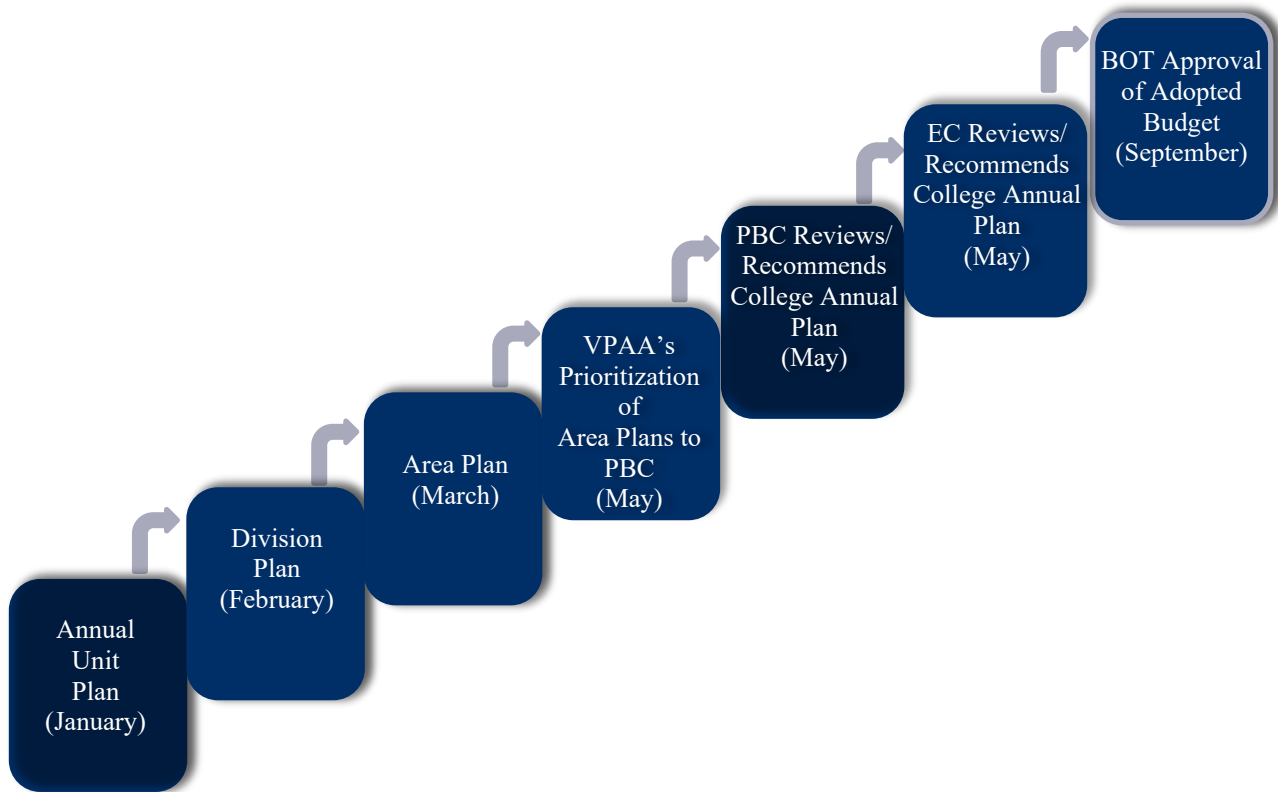 Annual
Unit
Plan
(January)
Division
Plan
(February)
Area Plan
(March)
VPAA’s
Prioritization
of
Area Plans to
PBC
(May)
PBC Reviews/
Recommends
College Annual
Plan
(May)
EC Reviews/
Recommends
College Annual
Plan
(May)
BOT Approval
of Adopted
Budget
(September)